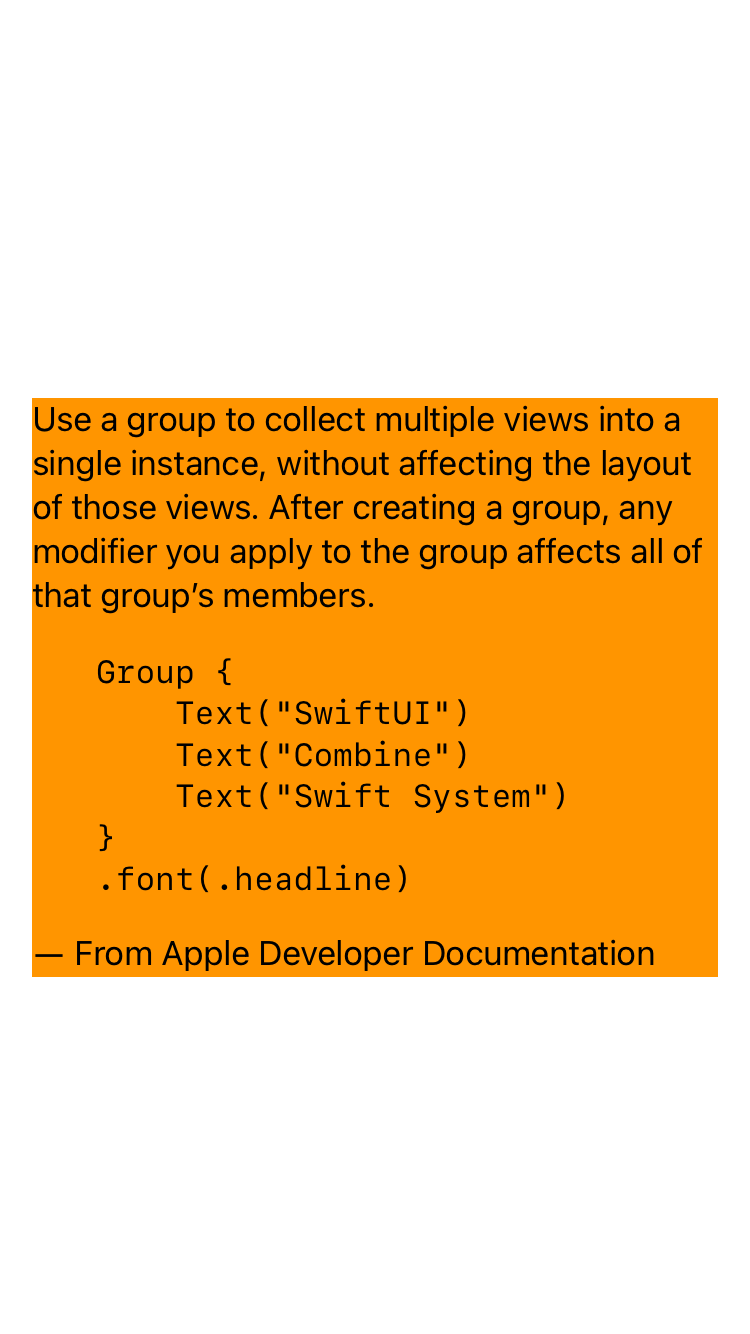 Use a group to collect multiple views into a
single instance, without affecting the layout
of those views. After creating a group, any
modifier you apply to the group affects all of
that group’s members.
Group {
    Text("SwiftUI")
    Text("Combine")
    Text("Swift System")
}
.font(.headline)
— From Apple Developer Documentation